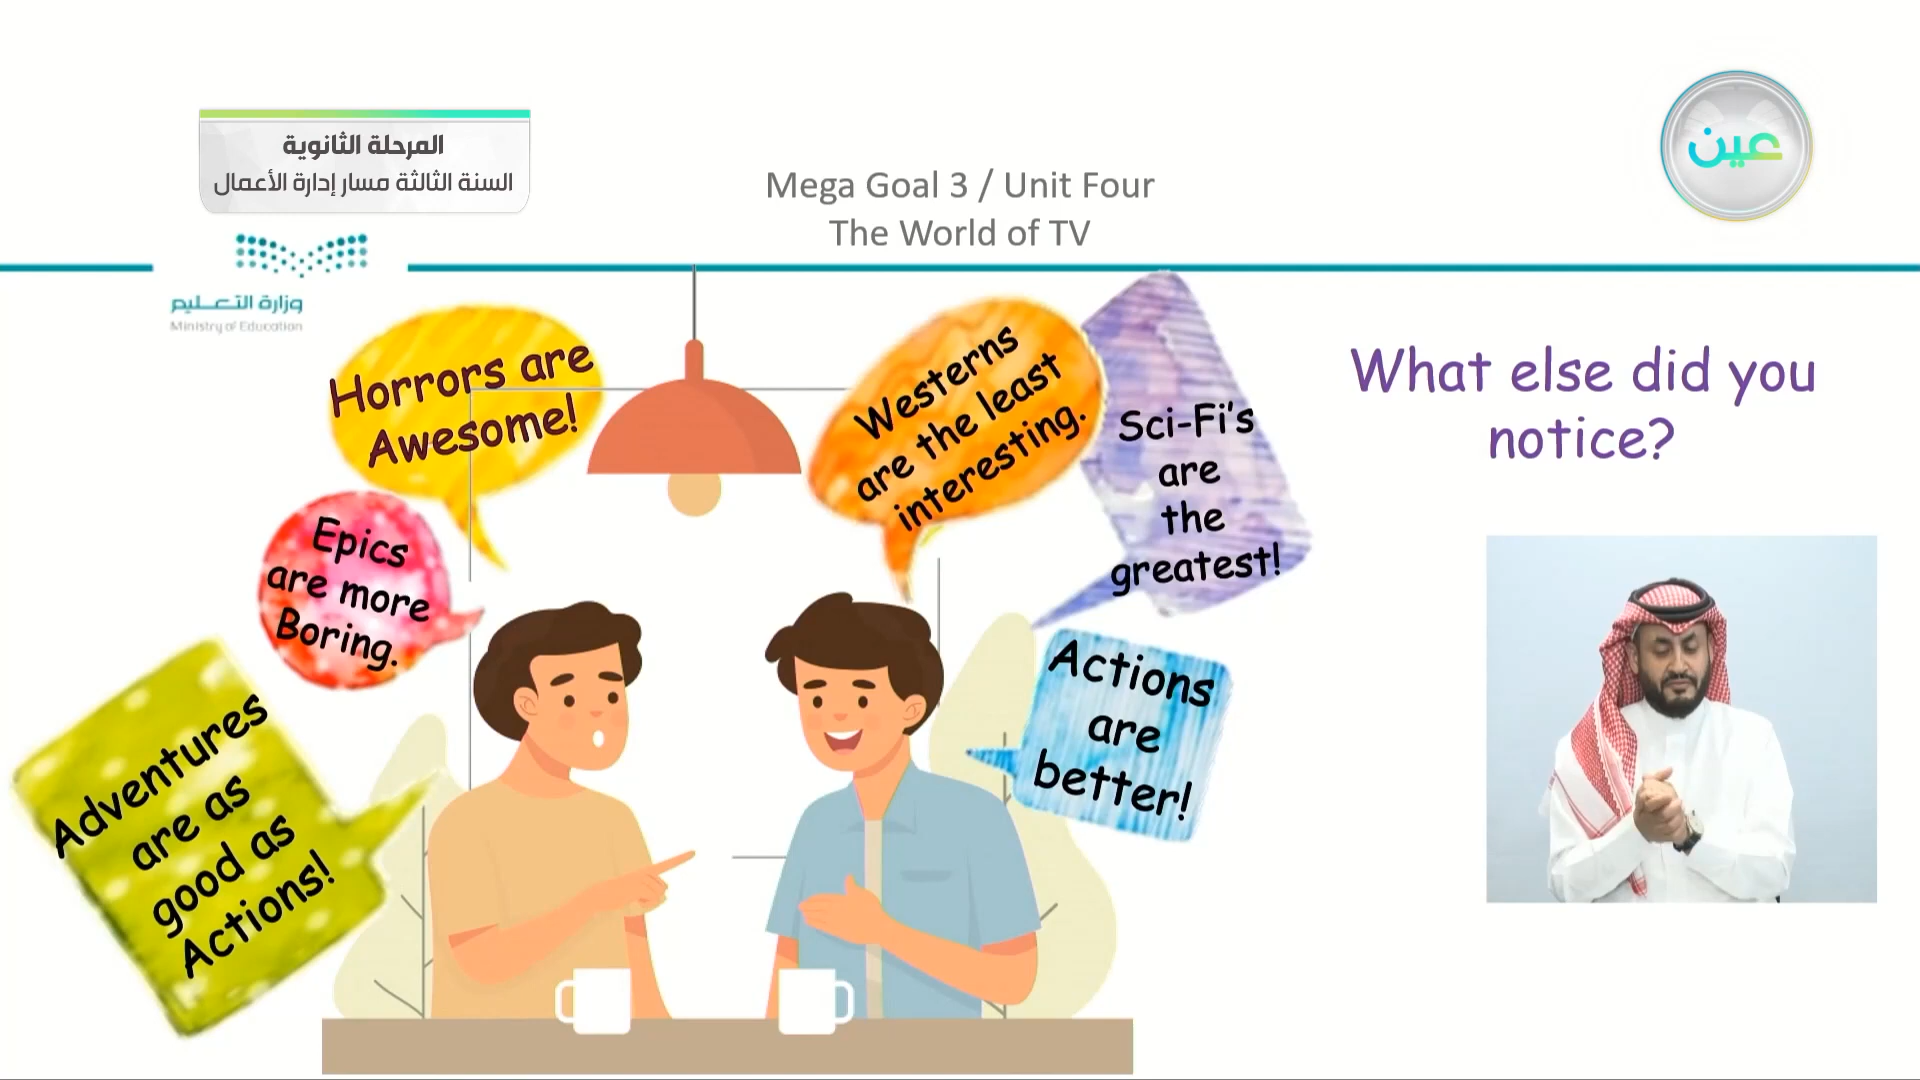 المرحلة الثانوية
السنة الثالثة مسار إدارة الأعمال
عين
Mega Goal 3 / Unit Four
The World of TV
وزارة التعليم
Ministry of Education
Horrors are
Awesome!
Westerns
are the least
interesting.
Sci-Fi's
are
the
greatest!
What else did you
notice?
Epics
are more
Boring.
Actions
are
better!
Adventures
are as
good as
Actions!